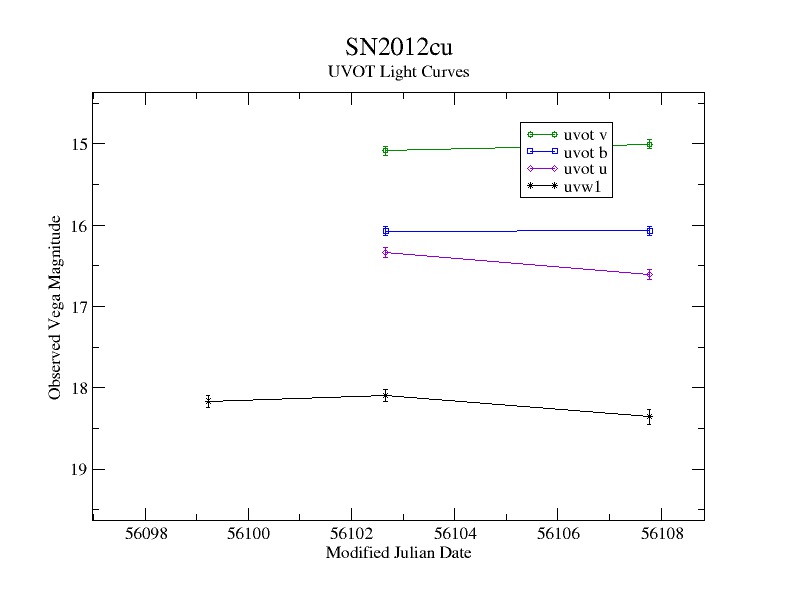 SN2012cu
UVOT Light Curves
uvot v
uvot b
uvot u
uvw1
15
16
17
18
19
Observed Vega Magnitude
56098 56100 56102 56104 56106 56108
Modified Julian Date